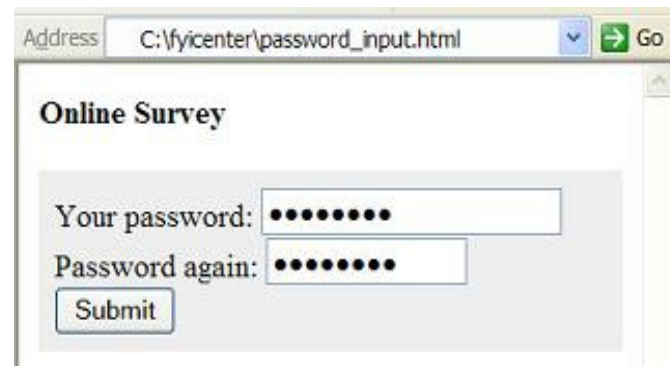 Address C:\fyicenter\password_input.html Go
Online Survey
Your password: ●●●●●●●●
Password again: ●●●●●●●●
Submit